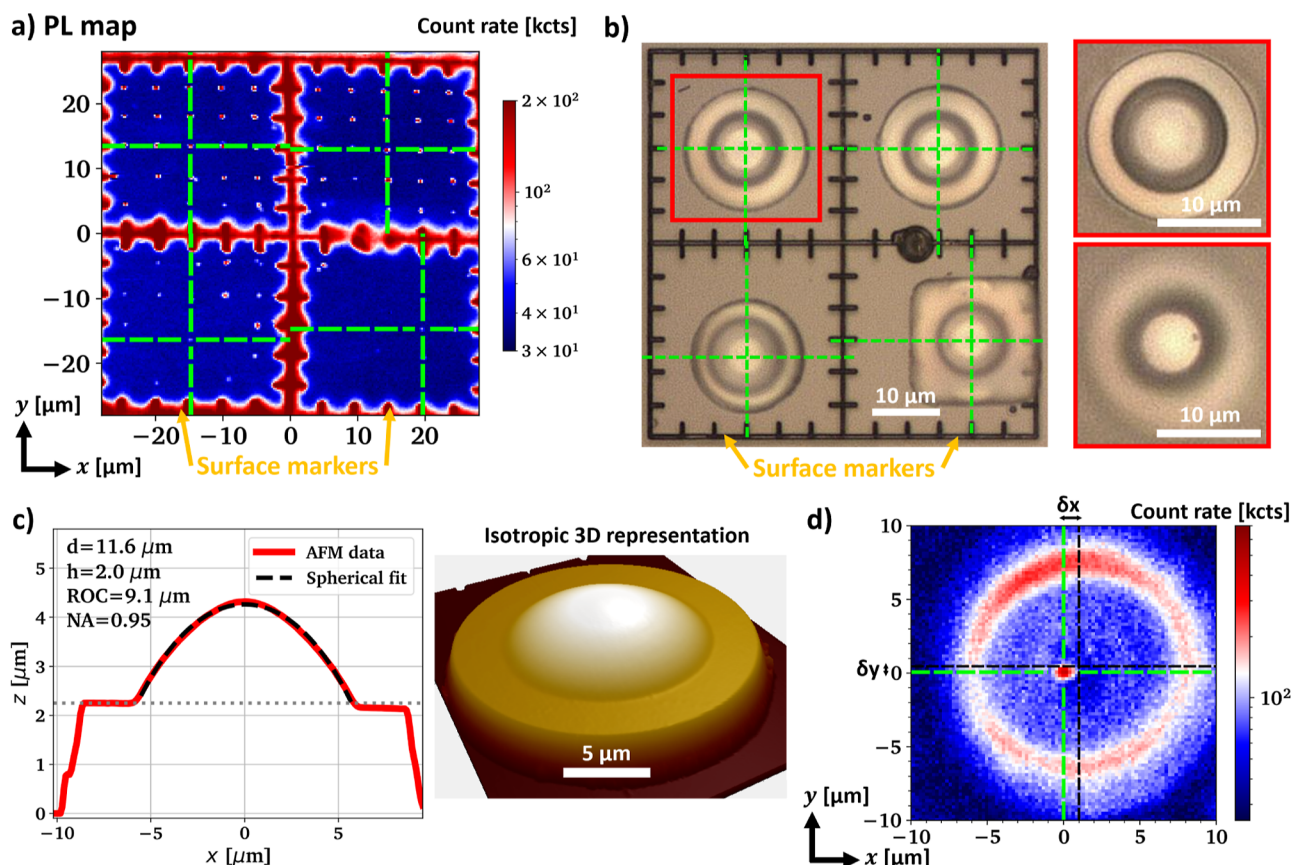 a) PL map
Count rate [kcts]
20
10
0
−10
−20
−20 −10 0 10 20
y [μm]
x [μm]
Surface markers
2 × 10²
10²
6 × 10¹
4 × 10¹
3 × 10¹
b)
10 μm
Surface markers
10 μm
10 μm
c)
d=11.6 μm
h=2.0 μm
ROC=9.1 μm
NA=0.95
AFM data
Spherical fit
z [μm]
5
4
3
2
1
0
−10 −5 0 5
x [μm]
Isotropic 3D representation
5 μm
d)
δx
Count rate [kcts]
δy
10
5
0
−5
−10
−10 −5 0 5 10
y [μm]
x [μm]
10²